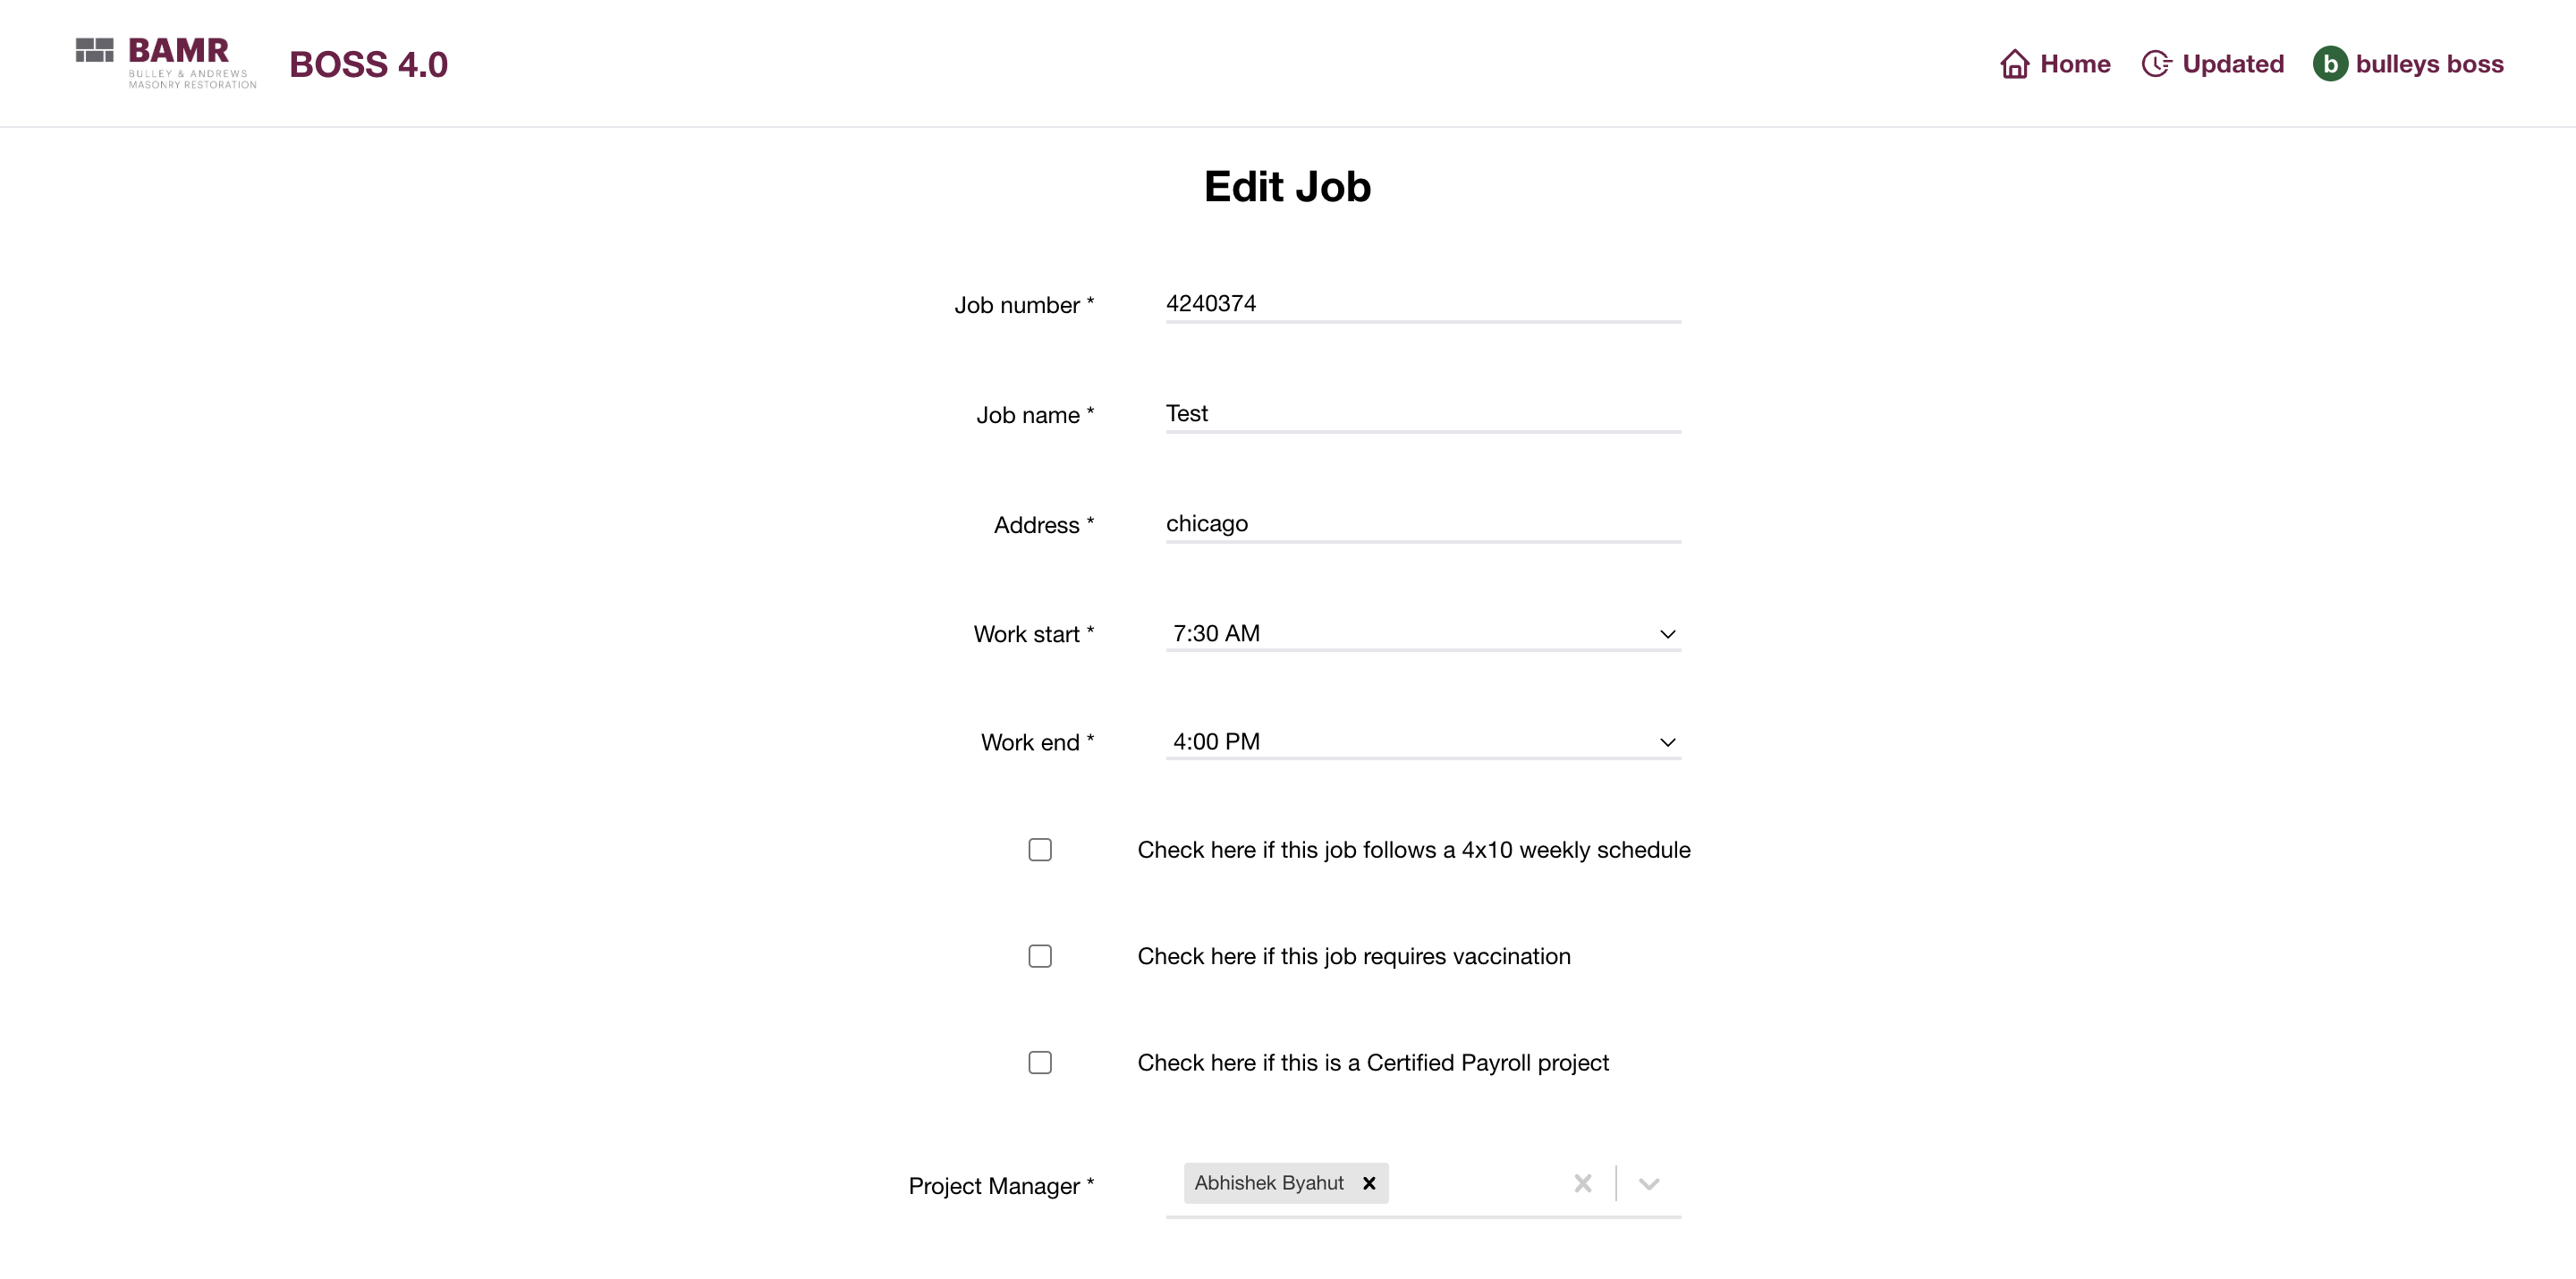 BAMR
BULLEY & ANDREWS
MASONRY RESTORATION
BOSS 4.0
Home
Updated
b bulleys boss
Edit Job
Job number * 4240374
Job name * Test
Address * chicago
Work start * 7:30 AM
Work end * 4:00 PM
Check here if this job follows a 4x10 weekly schedule
Check here if this job requires vaccination
Check here if this is a Certified Payroll project
Project Manager * Abhishek Byahut